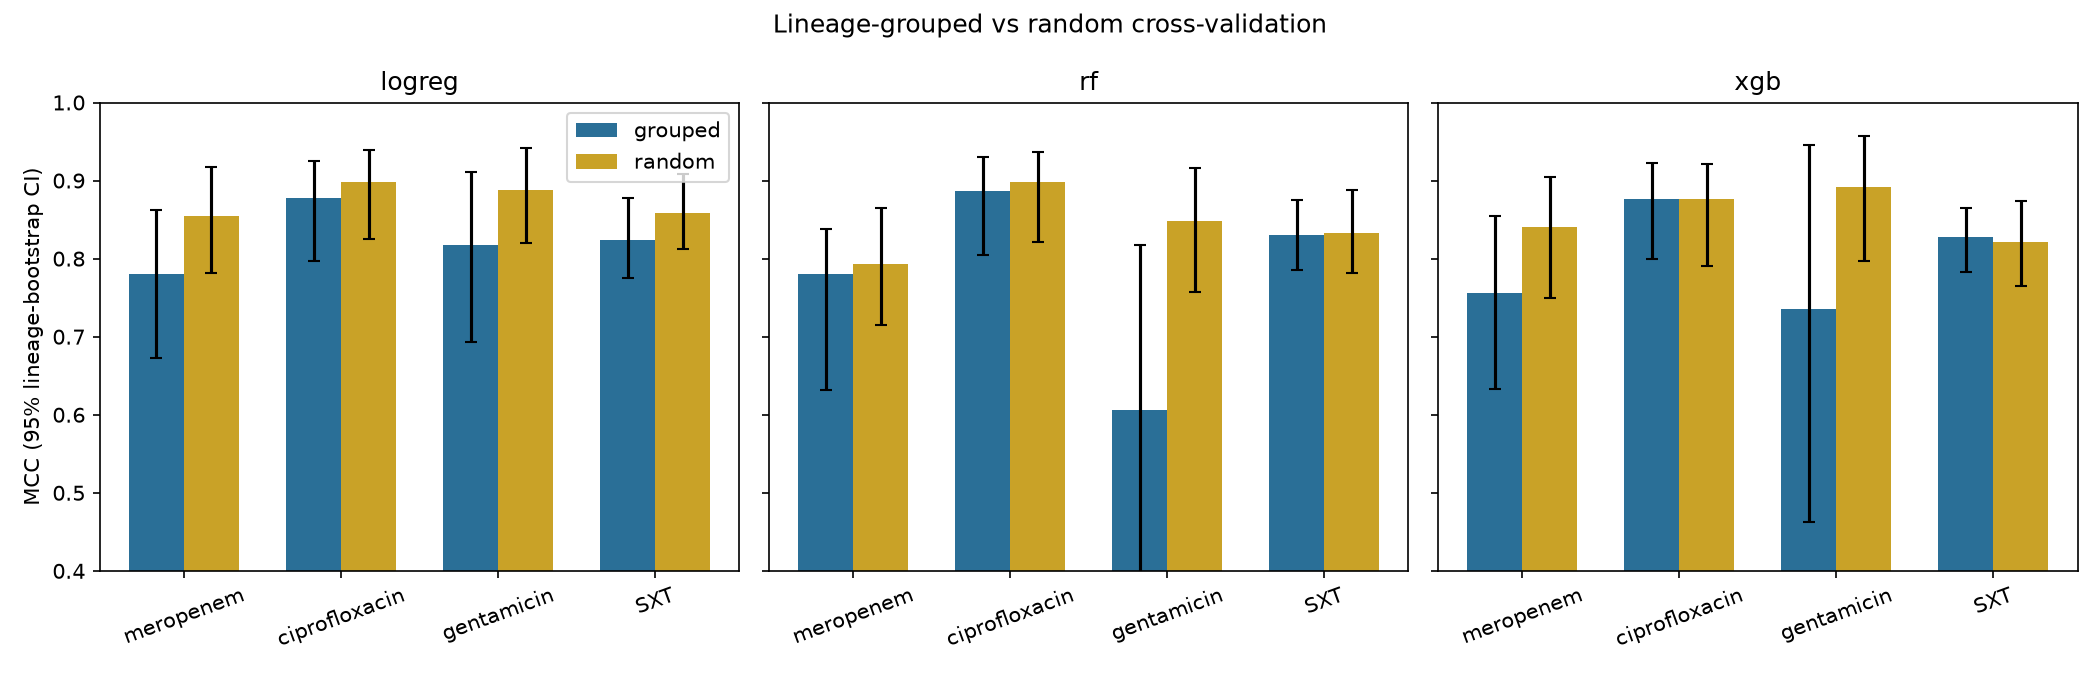 Lineage-grouped vs random cross-validation
logreg
rf
xgb
MCC (95% lineage-bootstrap CI)
1.0
0.9
0.8
0.7
0.6
0.5
0.4
grouped
random
meropenem
ciprofloxacin
gentamicin
SXT
meropenem
ciprofloxacin
gentamicin
SXT
meropenem
ciprofloxacin
gentamicin
SXT